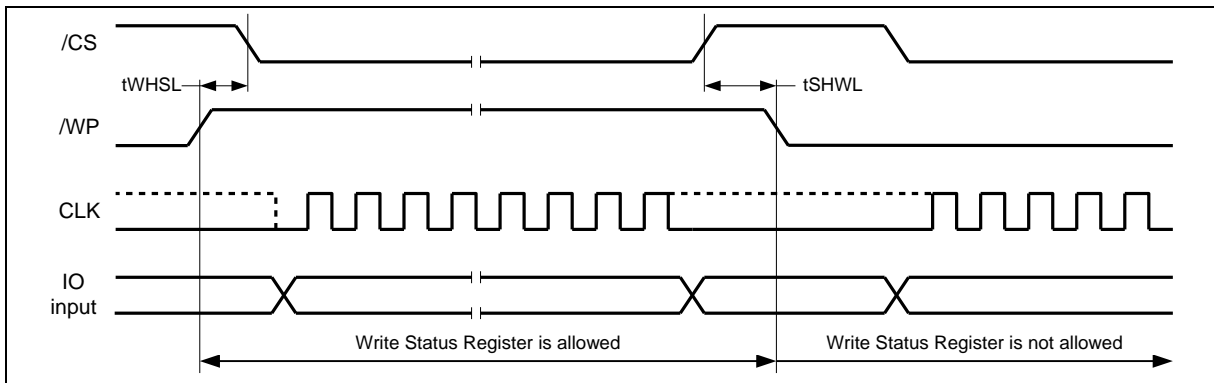 /CS
tWHSL
tSHWL
/WP
CLK
IO
input
Write Status Register is allowed
Write Status Register is not allowed